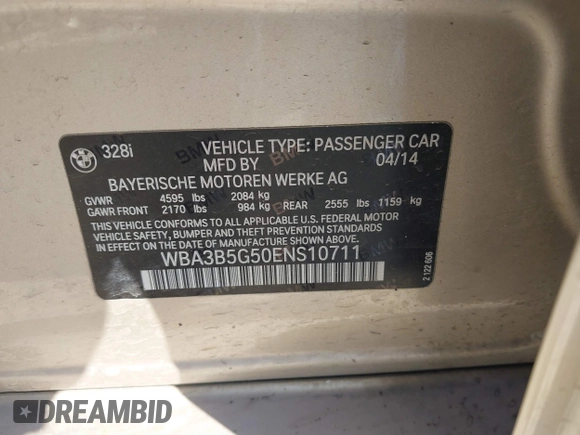 328i VEHICLE TYPE: PASSENGER CAR
MFD BY 04/14
BAYERISCHE MOTOREN WERKE AG
GVWR 4595 lbs 2084 kg
GAWR FRONT 2170 lbs 984 kg REAR 2555 lbs 1159 kg
THIS VEHICLE CONFORMS TO ALL APPLICABLE U.S. FEDERAL MOTOR
VEHICLE SAFETY, BUMPER AND THEFT PREVENTION STANDARDS
IN EFFECT ON THE DATE OF MANUFACTURE SHOWN ABOVE.
WBA3B5G50ENS10711
2 122 606
DREAMBID